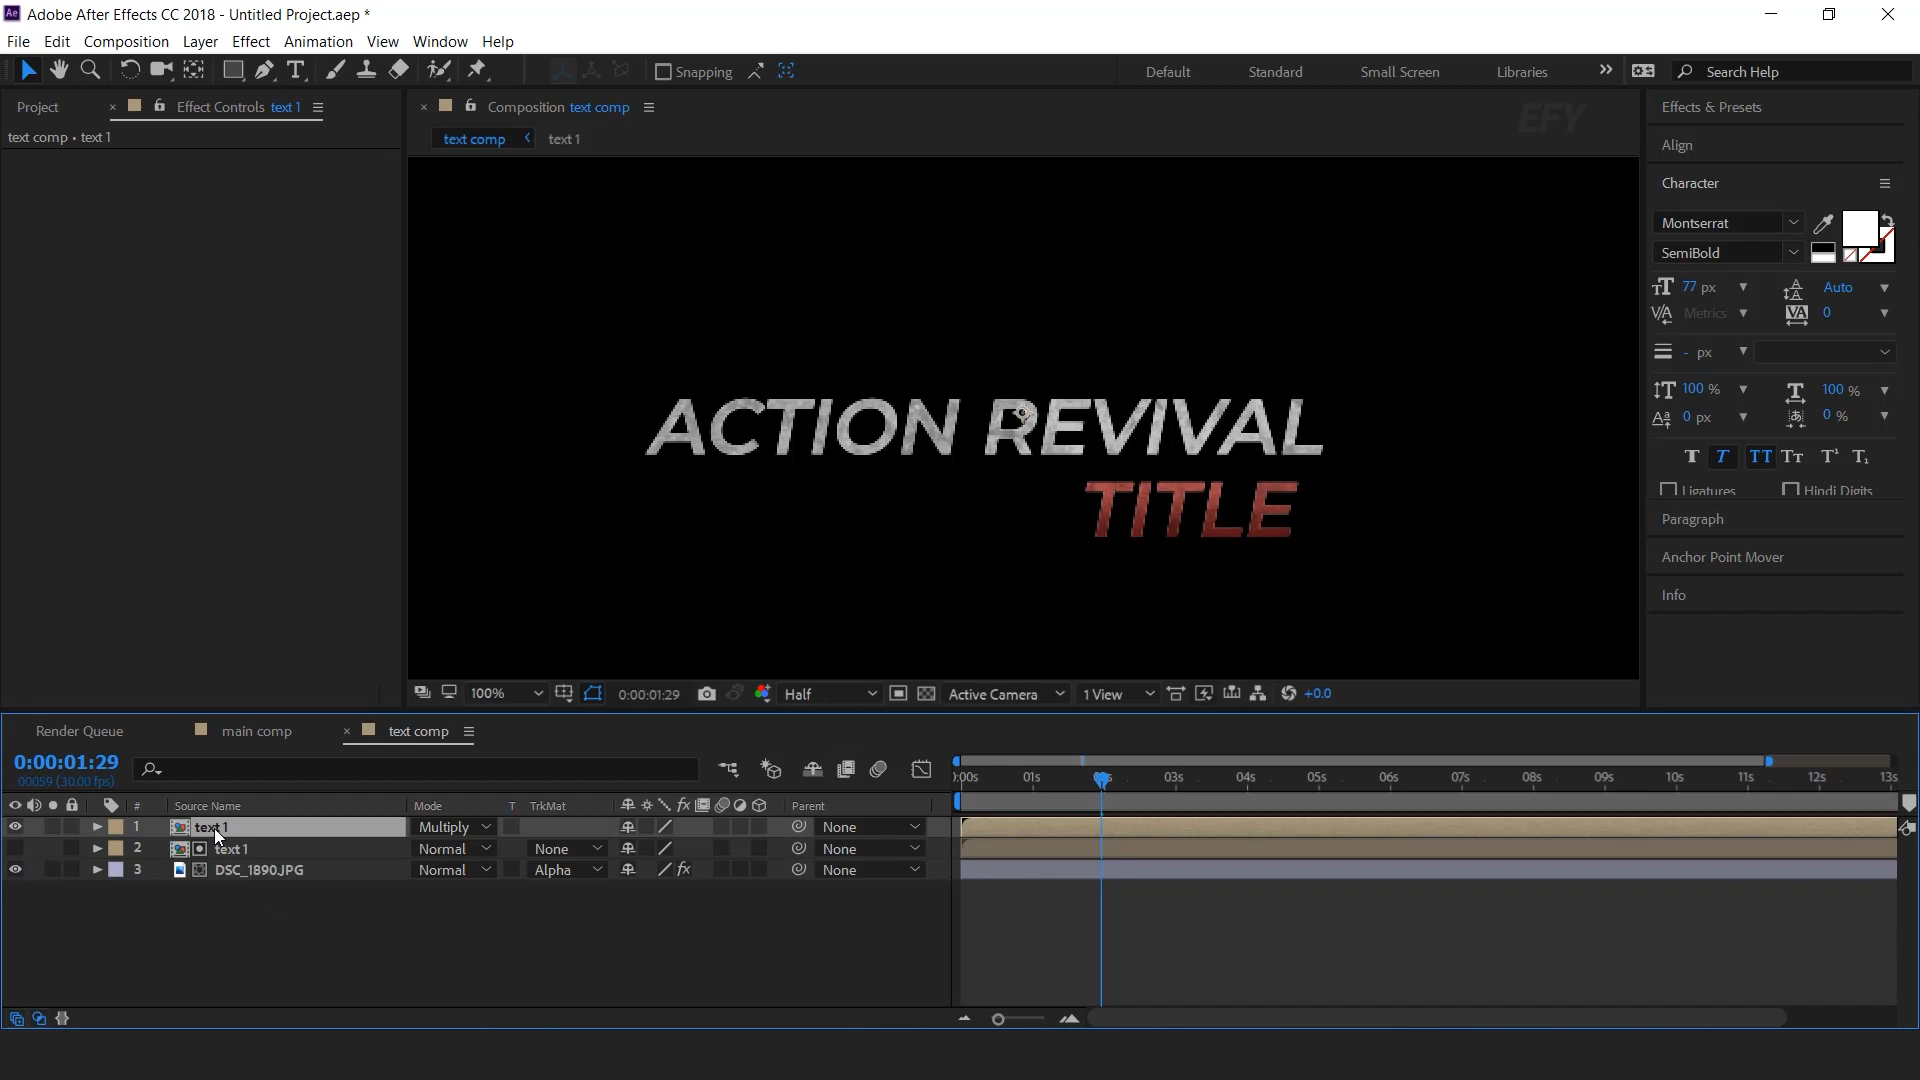 Adobe After Effects CC 2018 - Untitled Project.aep *
File Edit Composition Layer Effect Animation View Window Help
Snapping Default Standard Small Screen Libraries Search Help
Project Effect Controls text 1
text comp • text 1
Composition text comp
text comp text 1
EFY
ACTION REVIVAL
TITLE
Effects & Presets
Align
Character
Montserrat
SemiBold
77 px Auto
Metrics 0
- px
100 % 100 %
0 px 0 %
Ligatures Hindi Digits
Paragraph
Anchor Point Mover
Info
100% 0:00:01:29 Half Active Camera 1 View +0.0
Render Queue main comp text comp
0:00:01:29
00059 (30.00 fps)
:00s 01s 03s 04s 05s 06s 07s 08s 09s 10s 11s 12s 13s
# Source Name Mode T TrkMat Parent
1 text 1 Multiply None
2 text 1 Normal None None
3 DSC_1890.JPG Normal Alpha None